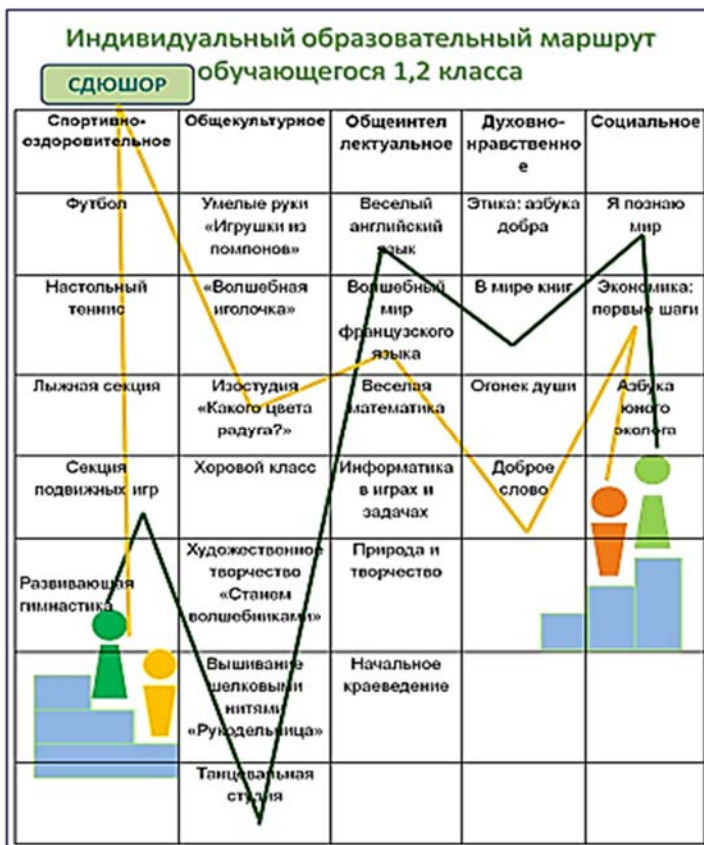 Индивидуальный образовательный маршрут
обучающегося 1,2 класса
СДЮШОР
Спортивно-
оздоровительное
Общекультурное
Общеинтел
лектуальное
Духовно-
нравственно
е
Социальное
Футбол
Умелые руки
«Игрушки из
помпонов»
Веселый
английский
язык
Этика: азбука
добра
Я познаю
мир
Настольный
теннис
«Волшебная
иголочка»
Волшебный
мир
французского
языка
В мире книг
Экономика:
первые шаги
Лыжная секция
Изостудия
«Какого цвета
радуга?»
Веселая
математика
Огонек души
Азбука
юного
эколога
Секция
подвижных игр
Хоровой класс
Информатика
в играх и
задачах
Доброе
слово
Развивающая
гимнастика
Художественное
творчество
«Станем
волшебниками»
Природа и
творчество
Вышивание
шелковыми
нитями
«Рукодельница»
Начальное
краеведение
Танцевальная
студия